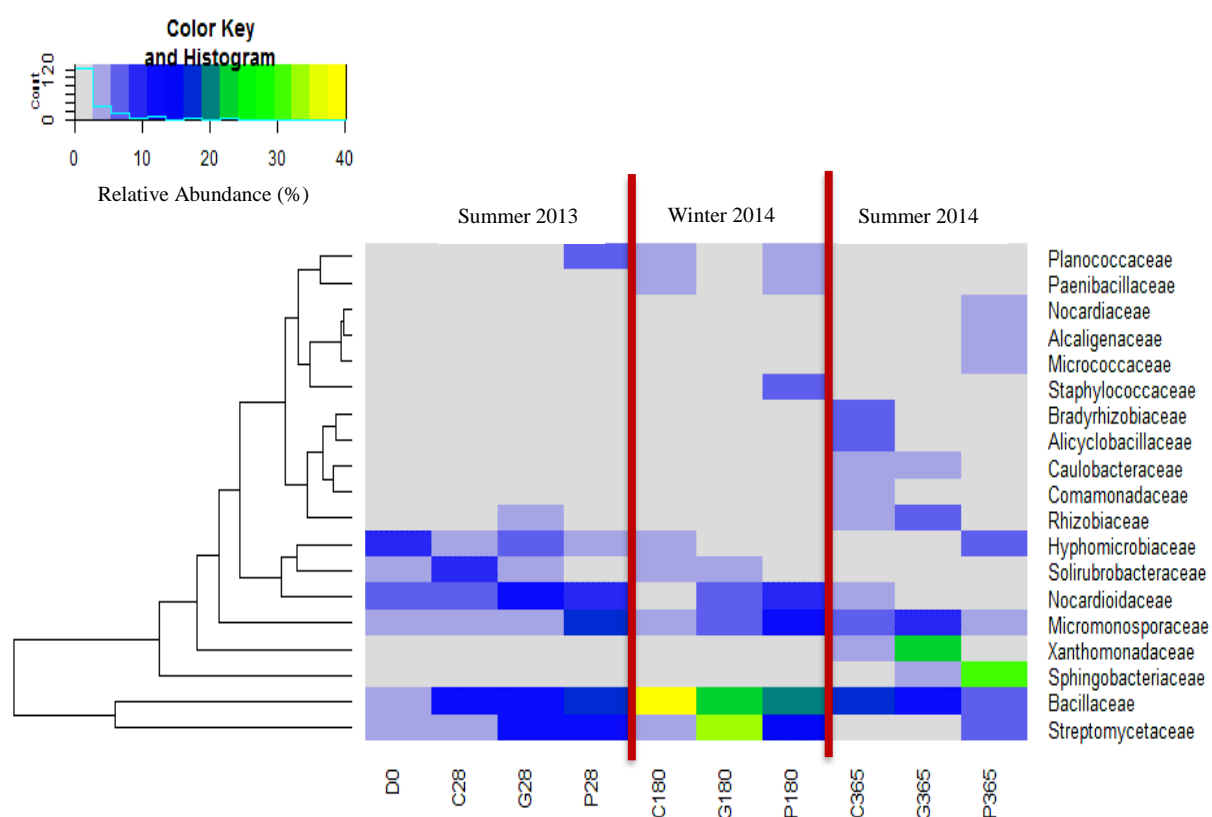 Color Key
and Histogram
Count
0
120
0 10 20 30 40
Relative Abundance (%)
Summer 2013 Winter 2014 Summer 2014
Planococcaceae
Paenibacillaceae
Nocardiaceae
Alcaligenaceae
Micrococcaceae
Staphylococcaceae
Bradyrhizobiaceae
Alicyclobacillaceae
Caulobacteraceae
Comamonadaceae
Rhizobiaceae
Hyphomicrobiaceae
Solirubrobacteraceae
Nocardioidaceae
Micromonosporaceae
Xanthomonadaceae
Sphingobacteriaceae
Bacillaceae
Streptomycetaceae
D0 C28 G28 P28 C180 G180 P180 C365 G365 P365